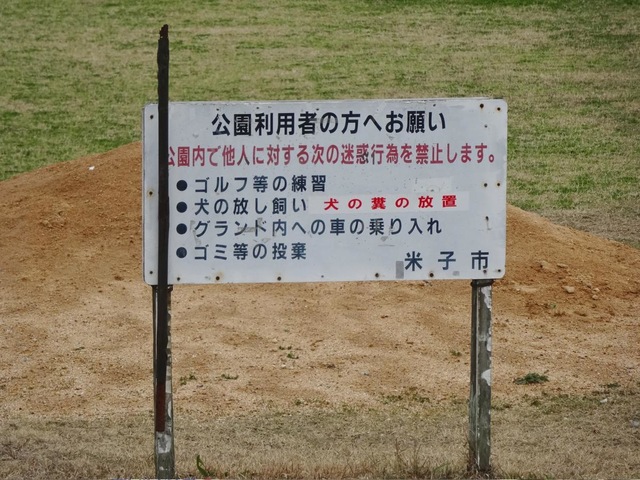 公園利用者の方へお願い
公園内で他人に対する次の迷惑行為を禁止します。
●ゴルフ等の練習
●犬の放し飼い 犬の糞の放置
●グランド内への車の乗り入れ
●ゴミ等の投棄
米子市